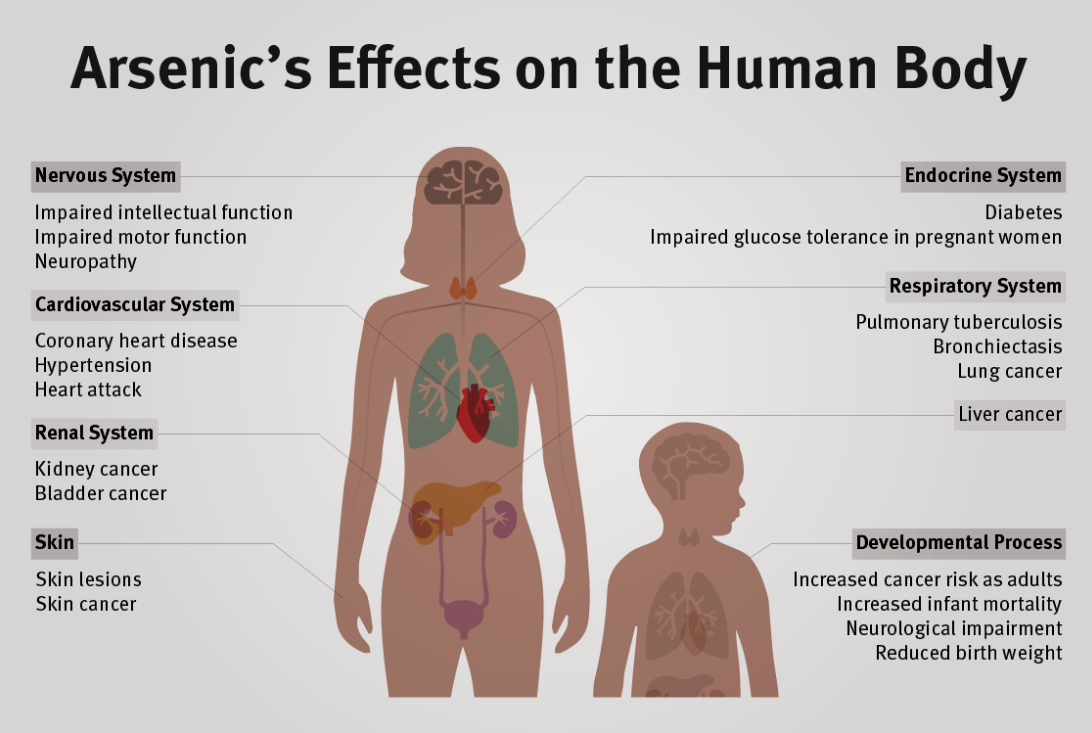 Arsenic's Effects on the Human Body
Nervous System
Impaired intellectual function
Impaired motor function
Neuropathy
Cardiovascular System
Coronary heart disease
Hypertension
Heart attack
Renal System
Kidney cancer
Bladder cancer
Skin
Skin lesions
Skin cancer
Endocrine System
Diabetes
Impaired glucose tolerance in pregnant women
Respiratory System
Pulmonary tuberculosis
Bronchiectasis
Lung cancer
Liver cancer
Developmental Process
Increased cancer risk as adults
Increased infant mortality
Neurological impairment
Reduced birth weight